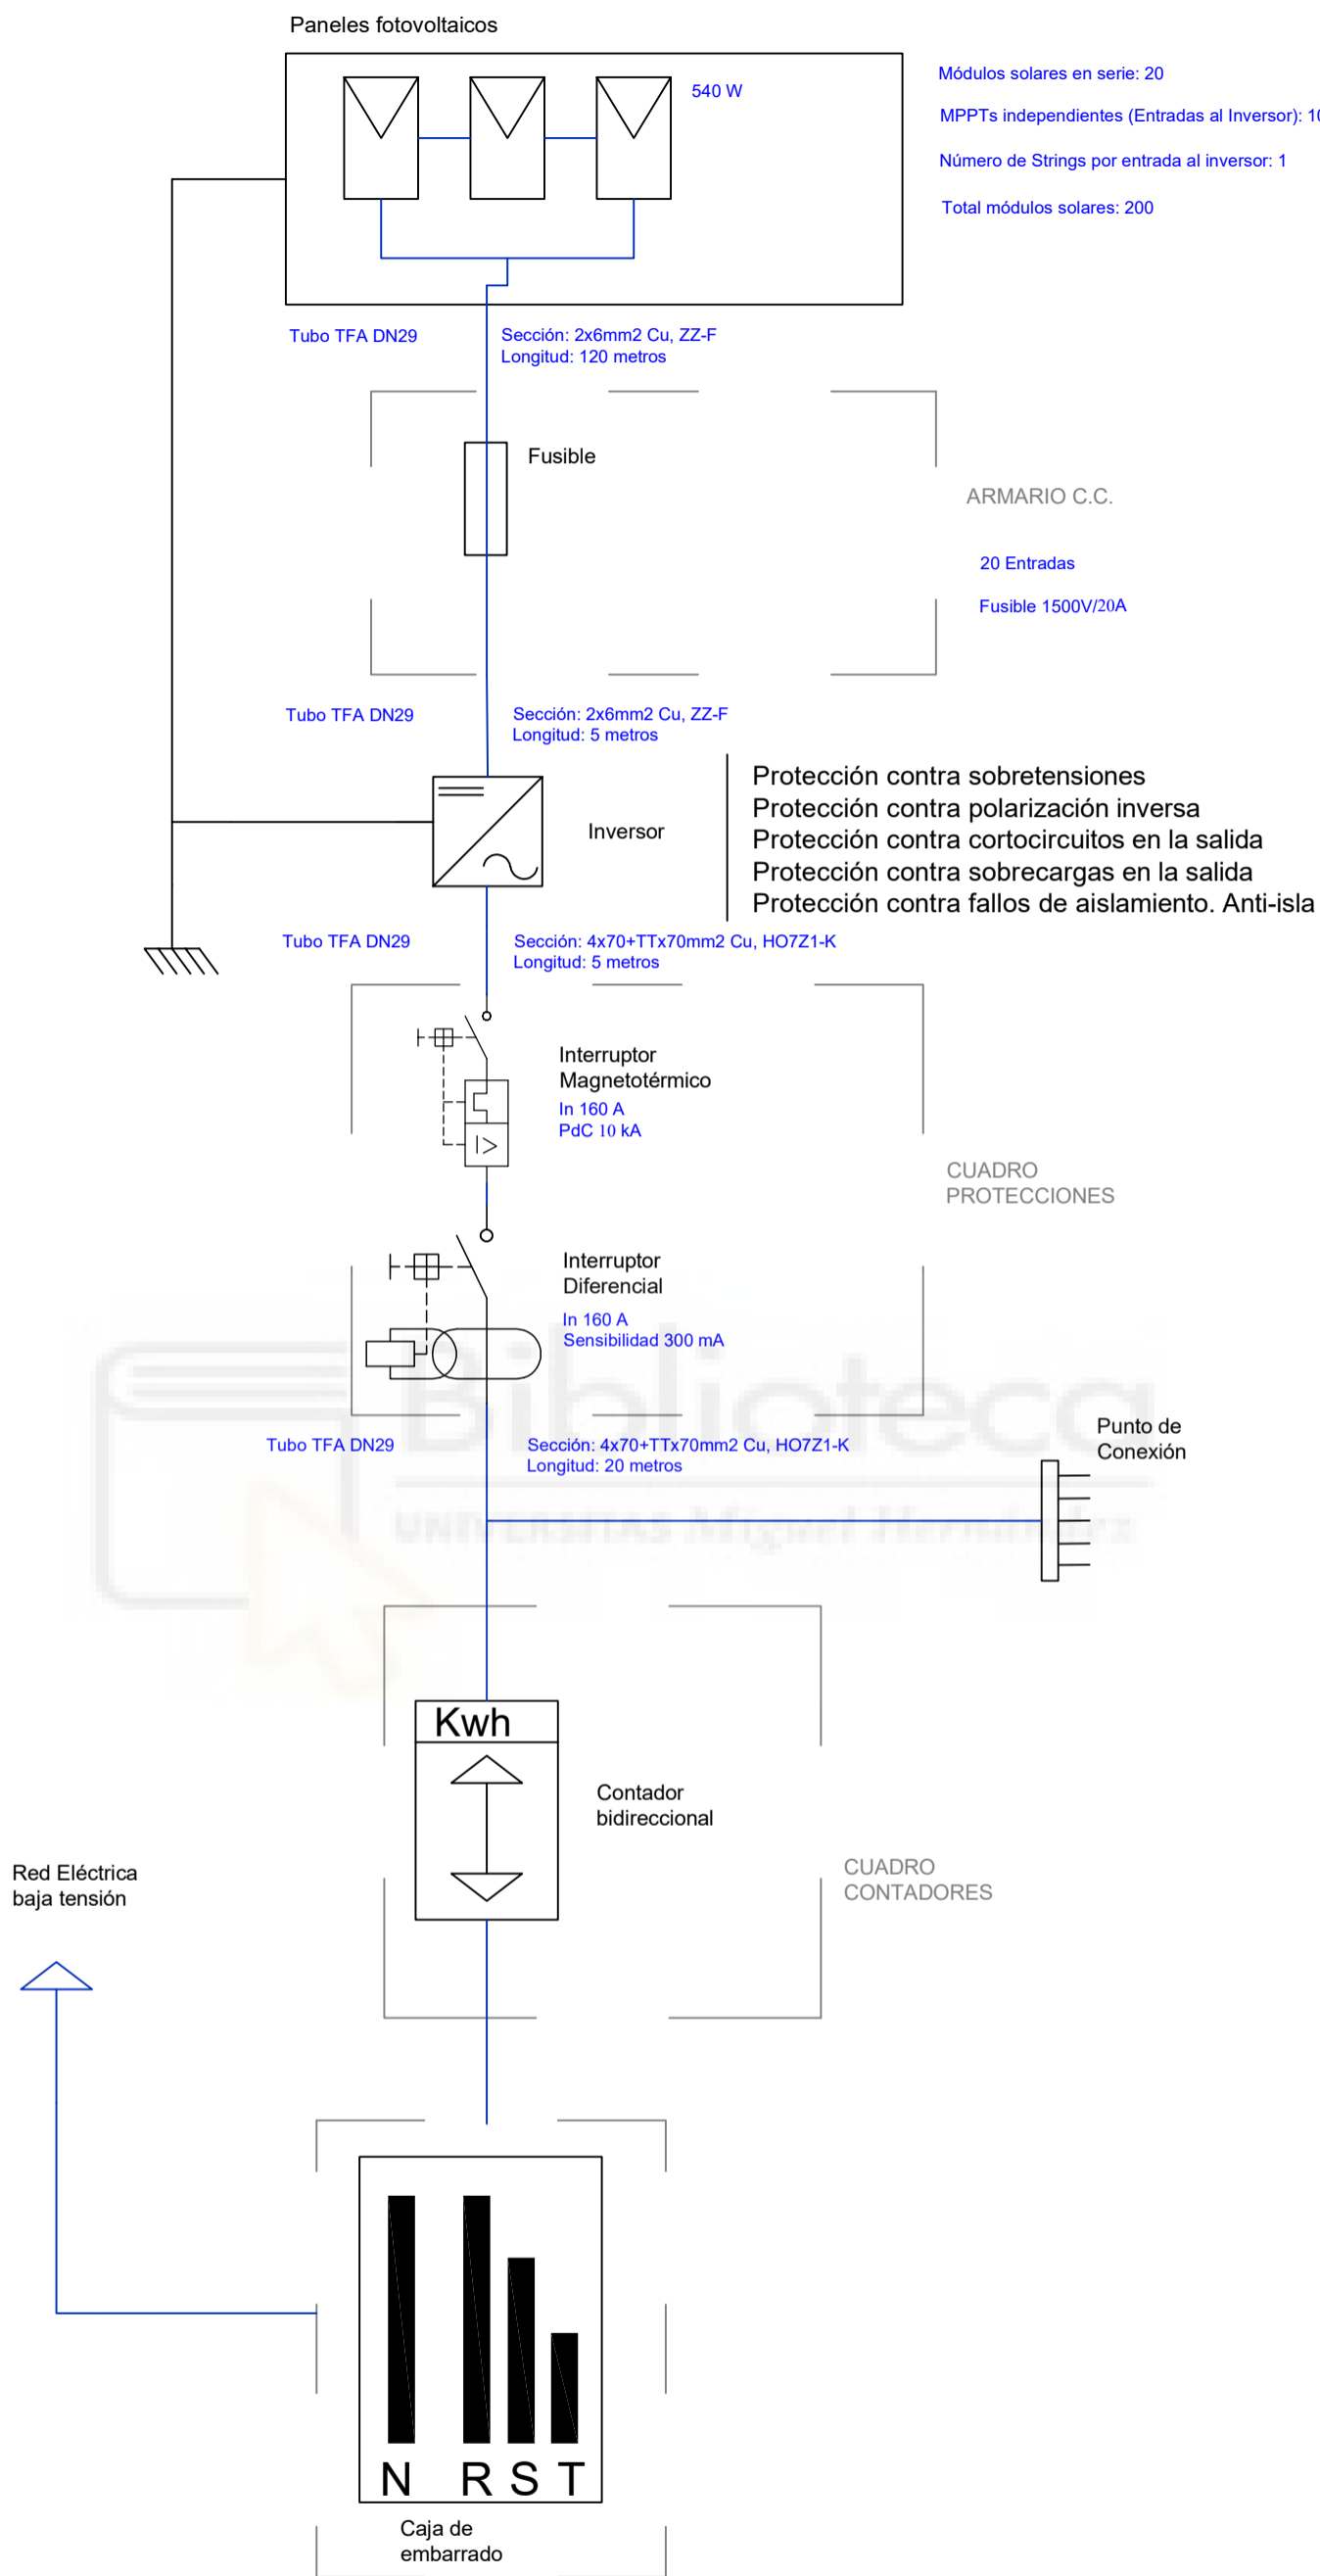 Paneles fotovoltaicos
540 W
Módulos solares en serie: 20
MPPTs independientes (Entradas al Inversor): 10
Número de Strings por entrada al inversor: 1
Total módulos solares: 200
Tubo TFA DN29
Sección: 2x6mm2 Cu, ZZ-F
Longitud: 120 metros
Fusible
ARMARIO C.C.
20 Entradas
Fusible 1500V/20A
Tubo TFA DN29
Sección: 2x6mm2 Cu, ZZ-F
Longitud: 5 metros
Inversor
Protección contra sobretensiones
Protección contra polarización inversa
Protección contra cortocircuitos en la salida
Protección contra sobrecargas en la salida
Protección contra fallos de aislamiento. Anti-isla
Tubo TFA DN29
Sección: 4x70+TTx70mm2 Cu, HO7Z1-K
Longitud: 5 metros
Interruptor
Magnetotérmico
In 160 A
PdC 10 kA
CUADRO
PROTECCIONES
Interruptor
Diferencial
In 160 A
Sensibilidad 300 mA
Biblioteca
UNIVERSITAS Miguel Hernández
Tubo TFA DN29
Sección: 4x70+TTx70mm2 Cu, HO7Z1-K
Longitud: 20 metros
Punto de
Conexión
Kwh
Contador
bidireccional
CUADRO
CONTADORES
Red Eléctrica
baja tensión
N R S T
Caja de
embarrado